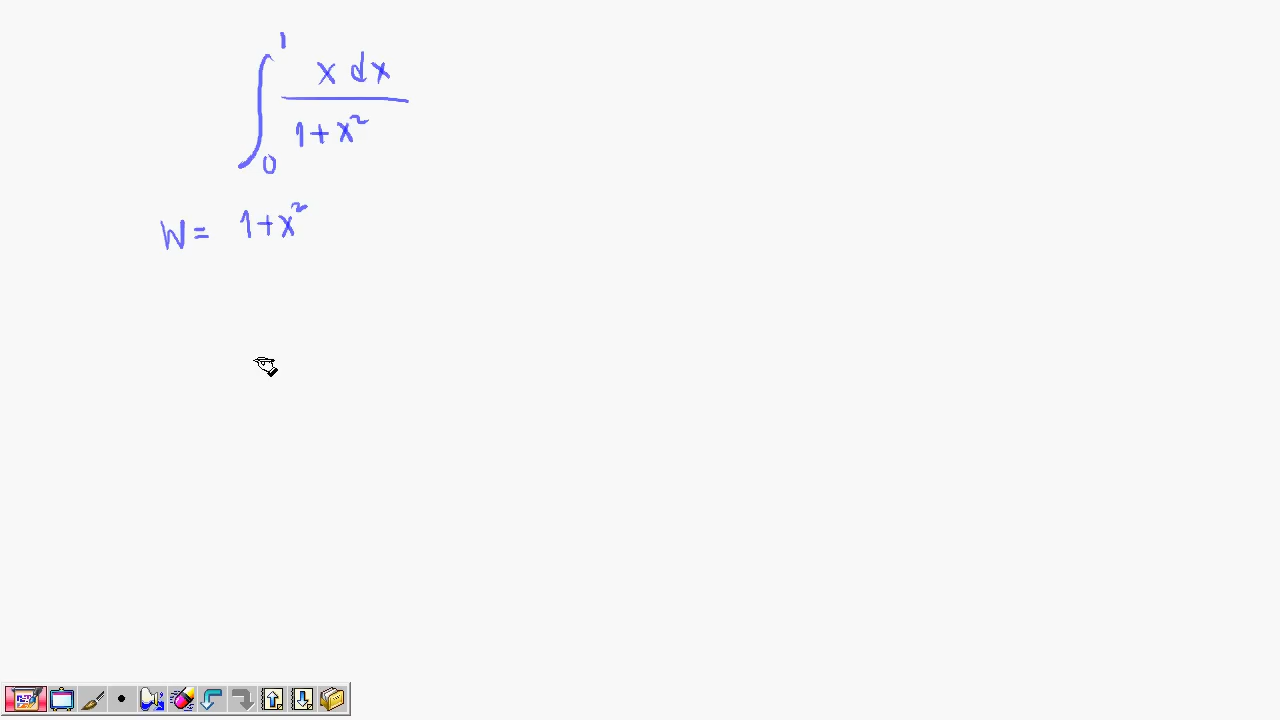 ∫₀¹ x dx / 1+x²
W = 1+x²